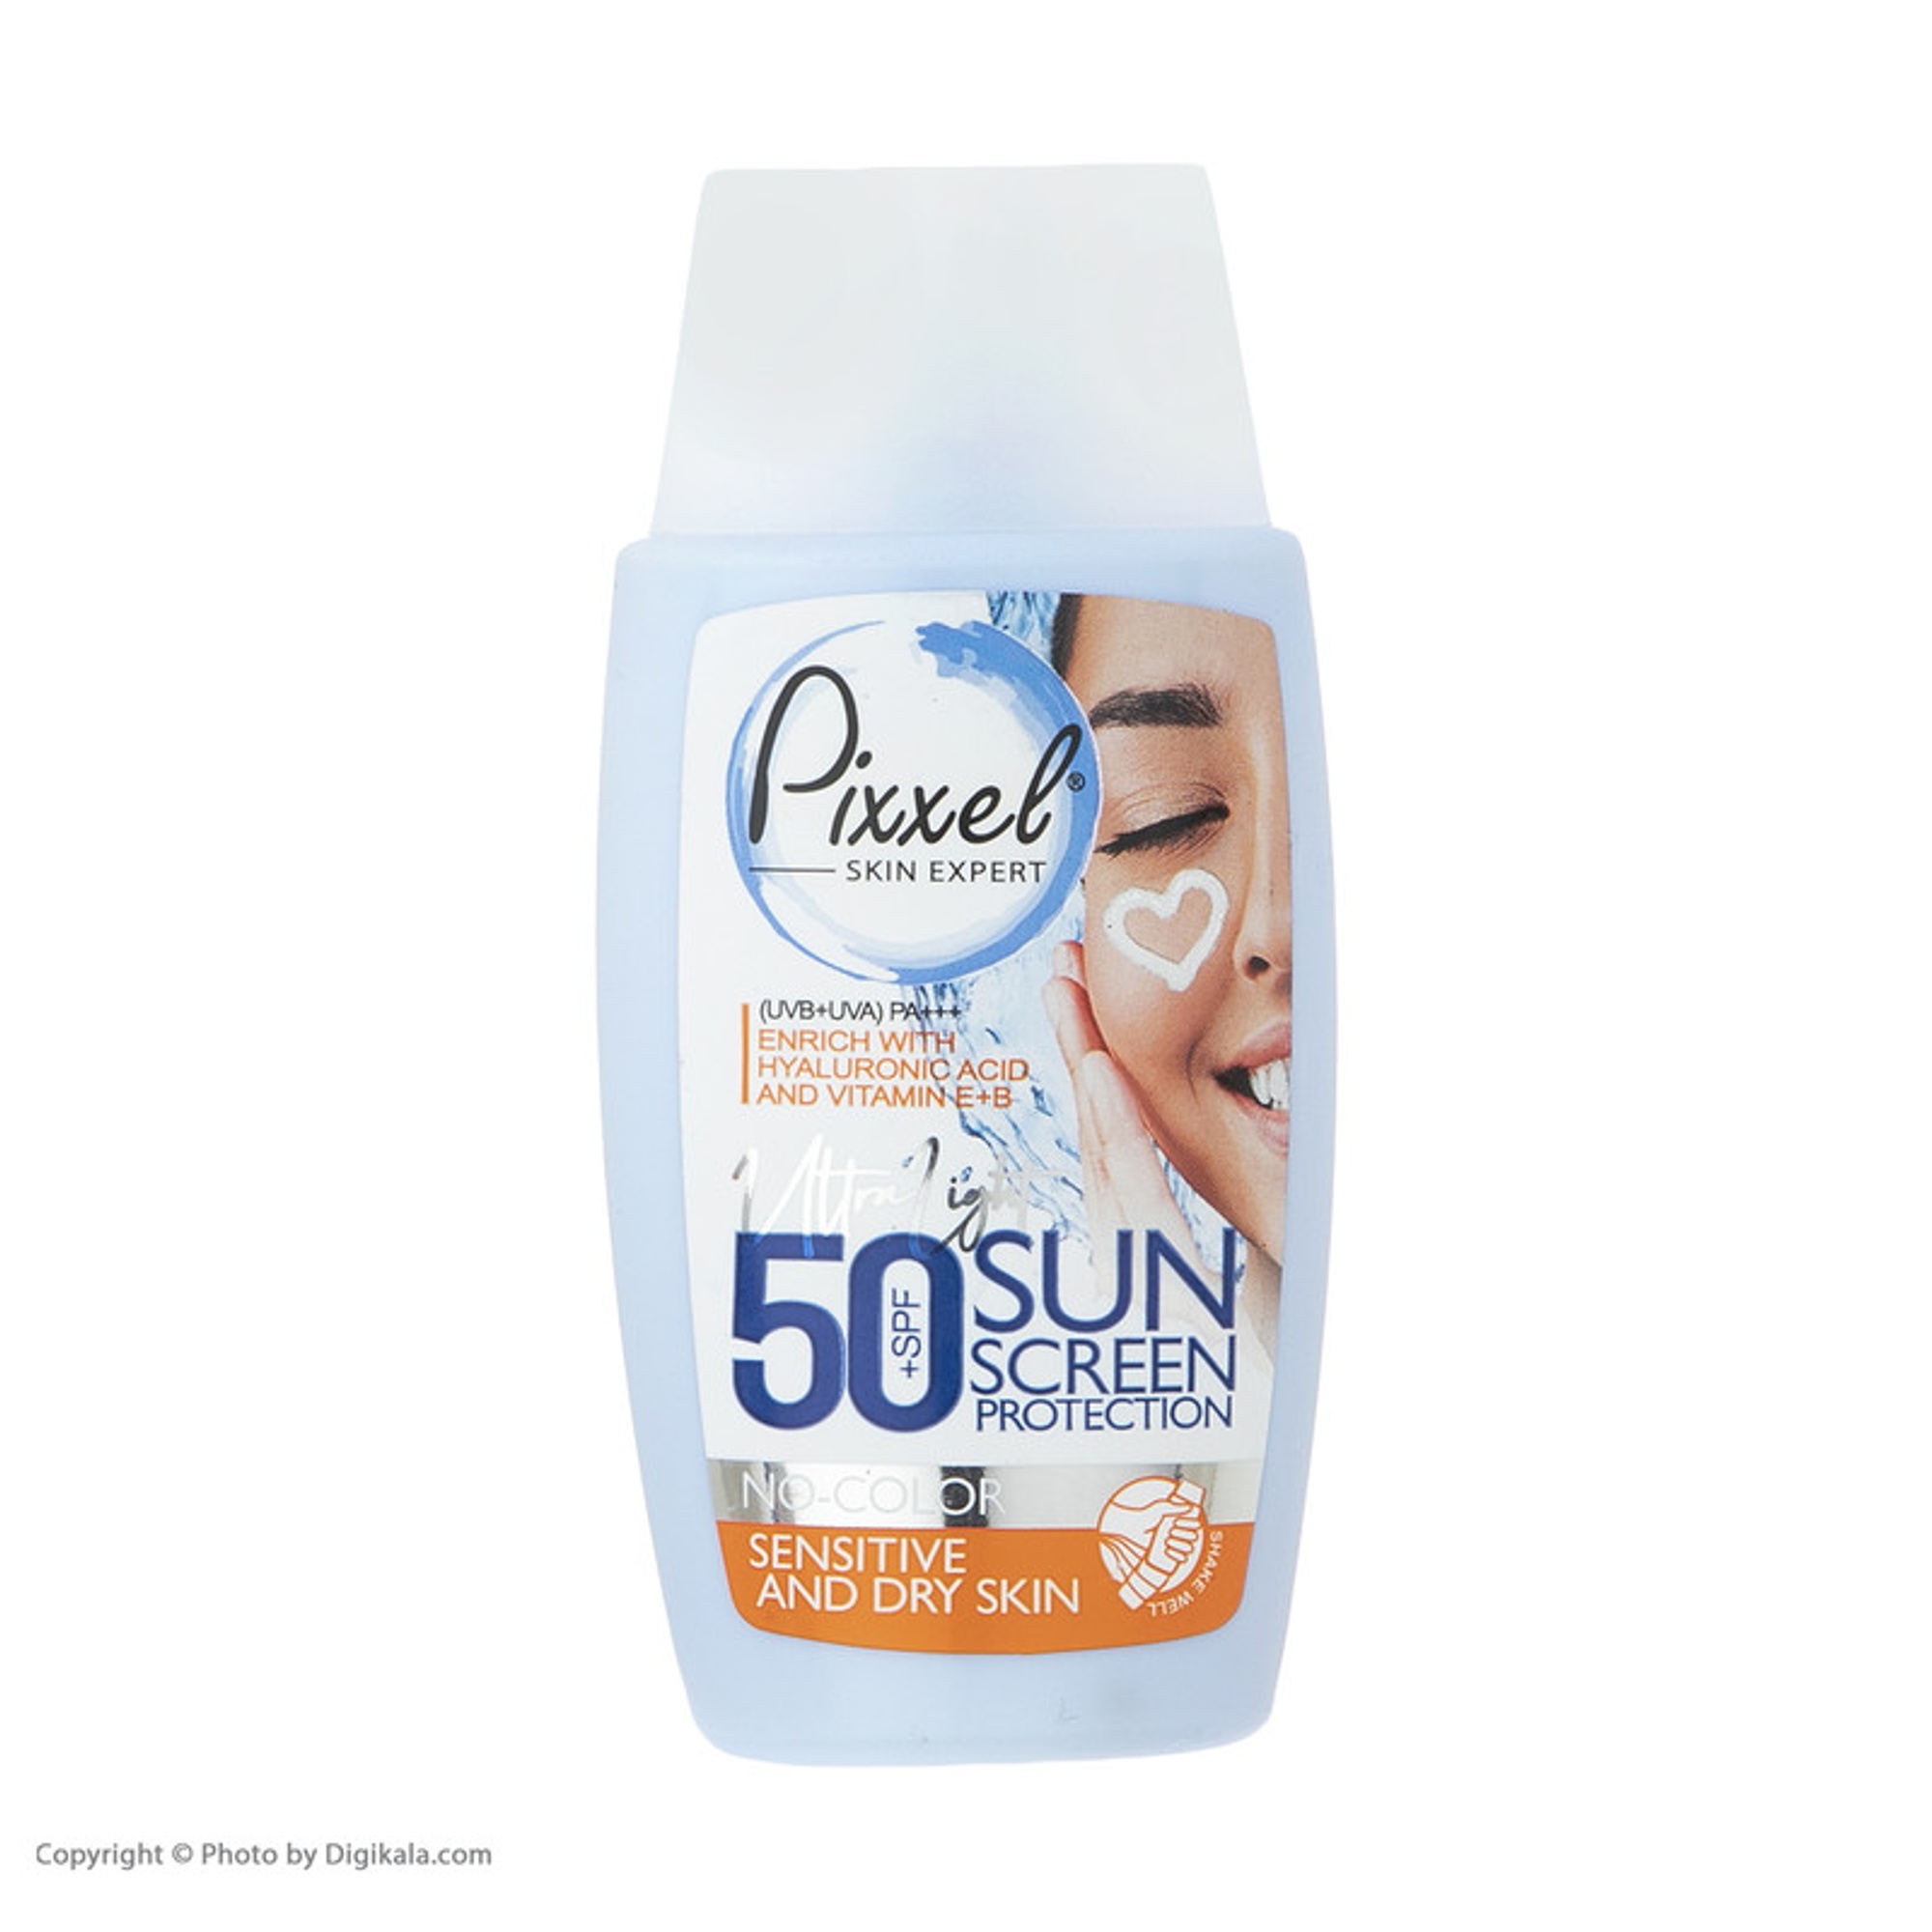 Pixxel®
SKIN EXPERT
(UVB+UVA) PA+++
ENRICH WITH
HYALURONIC ACID
AND VITAMIN E+B
Ultra Light
50 +SPF
SUN
SCREEN
PROTECTION
NO-COLOR
SENSITIVE
AND DRY SKIN
SHAKE WELL
Copyright © Photo by Digikala.com